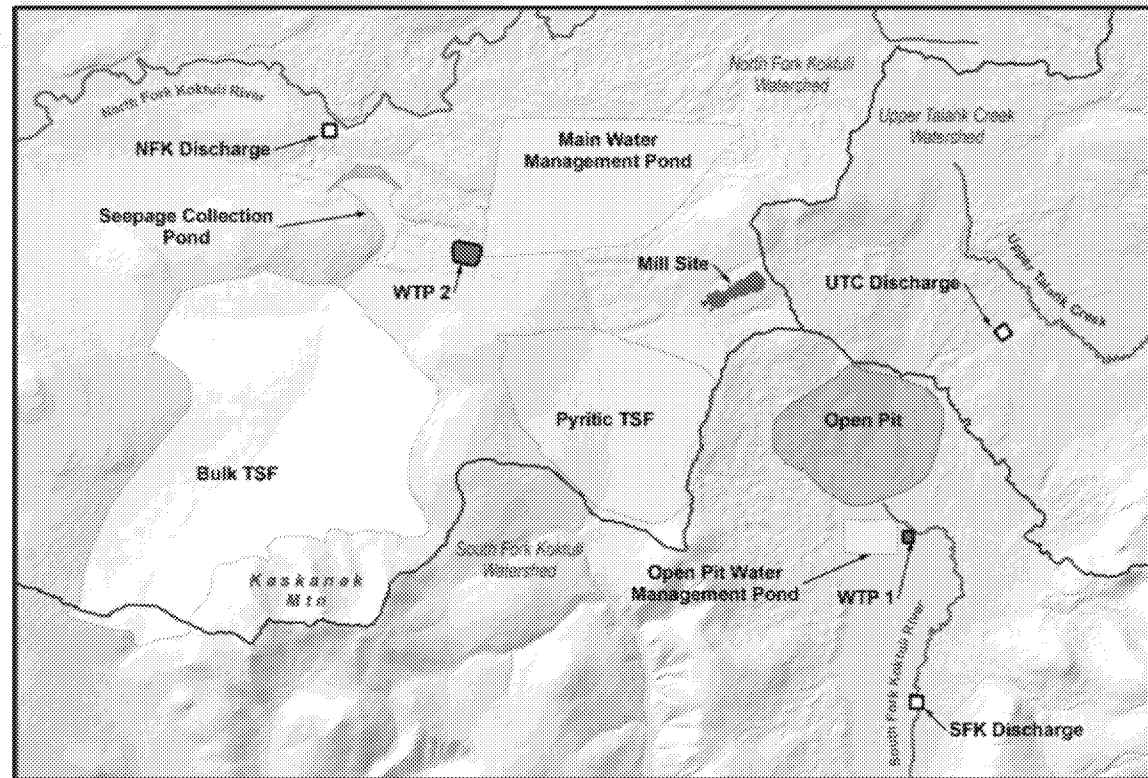 North Fork Koktuli
Watershed
Upper Talarik Creek
Watershed
North Fork Koktuli River
NFK Discharge
Main Water
Management Pond
Seepage Collection
Pond
WTP 2
Mill Site
UTC Discharge
Upper Talarik Creek
Bulk TSF
Pyritic TSF
Open Pit
South Fork Koktuli
Watershed
Kaskanak
Mtn
Open Pit Water
Management Pond
WTP 1
South Fork Koktuli River
SFK Discharge